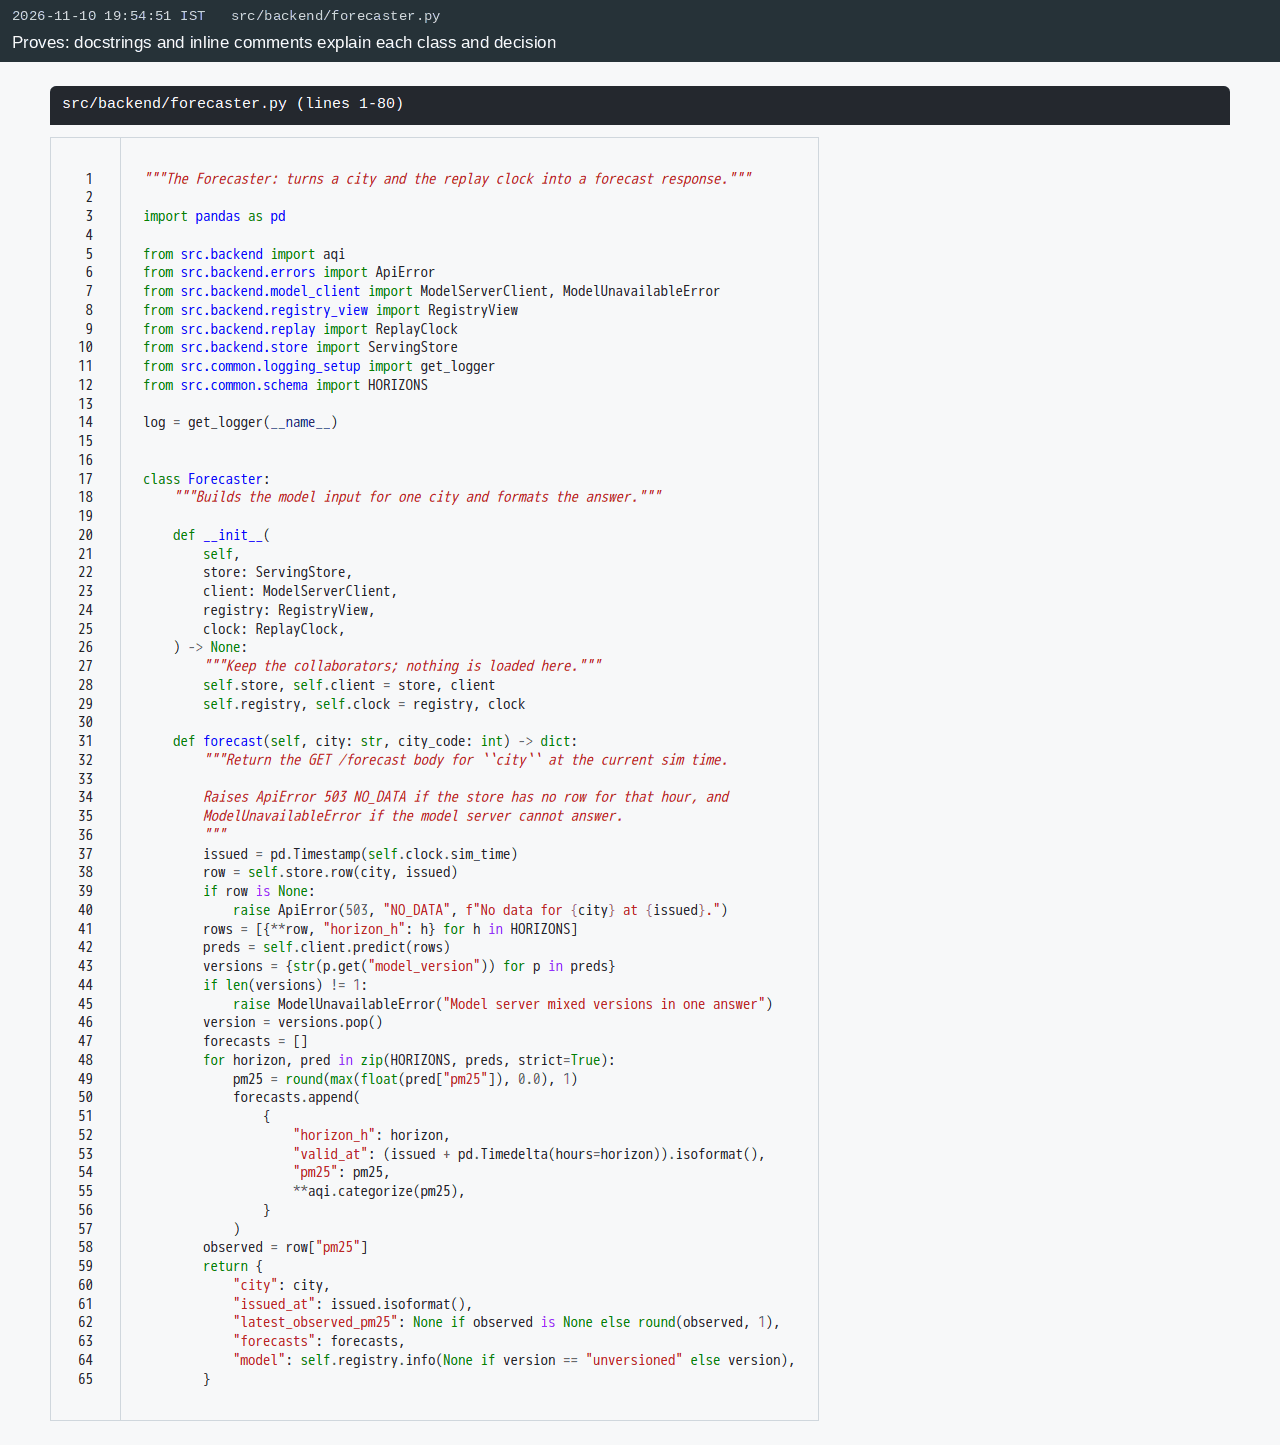 2026-11-10 19:54:51 IST   src/backend/forecaster.py
Proves: docstrings and inline comments explain each class and decision
src/backend/forecaster.py (lines 1-80)
1 """The Forecaster: turns a city and the replay clock into a forecast response."""
2
3 import pandas as pd
4
5 from src.backend import aqi
6 from src.backend.errors import ApiError
7 from src.backend.model_client import ModelServerClient, ModelUnavailableError
8 from src.backend.registry_view import RegistryView
9 from src.backend.replay import ReplayClock
10 from src.backend.store import ServingStore
11 from src.common.logging_setup import get_logger
12 from src.common.schema import HORIZONS
13
14 log = get_logger(__name__)
15
16
17 class Forecaster:
18     """Builds the model input for one city and formats the answer."""
19
20     def __init__(
21         self,
22         store: ServingStore,
23         client: ModelServerClient,
24         registry: RegistryView,
25         clock: ReplayClock,
26     ) -> None:
27         """Keep the collaborators; nothing is loaded here."""
28         self.store, self.client = store, client
29         self.registry, self.clock = registry, clock
30
31     def forecast(self, city: str, city_code: int) -> dict:
32         """Return the GET /forecast body for ``city`` at the current sim time.
33
34         Raises ApiError 503 NO_DATA if the store has no row for that hour, and
35         ModelUnavailableError if the model server cannot answer.
36         """
37         issued = pd.Timestamp(self.clock.sim_time)
38         row = self.store.row(city, issued)
39         if row is None:
40             raise ApiError(503, "NO_DATA", f"No data for {city} at {issued}.")
41         rows = [{**row, "horizon_h": h} for h in HORIZONS]
42         preds = self.client.predict(rows)
43         versions = {str(p.get("model_version")) for p in preds}
44         if len(versions) != 1:
45             raise ModelUnavailableError("Model server mixed versions in one answer")
46         version = versions.pop()
47         forecasts = []
48         for horizon, pred in zip(HORIZONS, preds, strict=True):
49             pm25 = round(max(float(pred["pm25"]), 0.0), 1)
50             forecasts.append(
51                 {
52                     "horizon_h": horizon,
53                     "valid_at": (issued + pd.Timedelta(hours=horizon)).isoformat(),
54                     "pm25": pm25,
55                     **aqi.categorize(pm25),
56                 }
57             )
58         observed = row["pm25"]
59         return {
60             "city": city,
61             "issued_at": issued.isoformat(),
62             "latest_observed_pm25": None if observed is None else round(observed, 1),
63             "forecasts": forecasts,
64             "model": self.registry.info(None if version == "unversioned" else version),
65         }